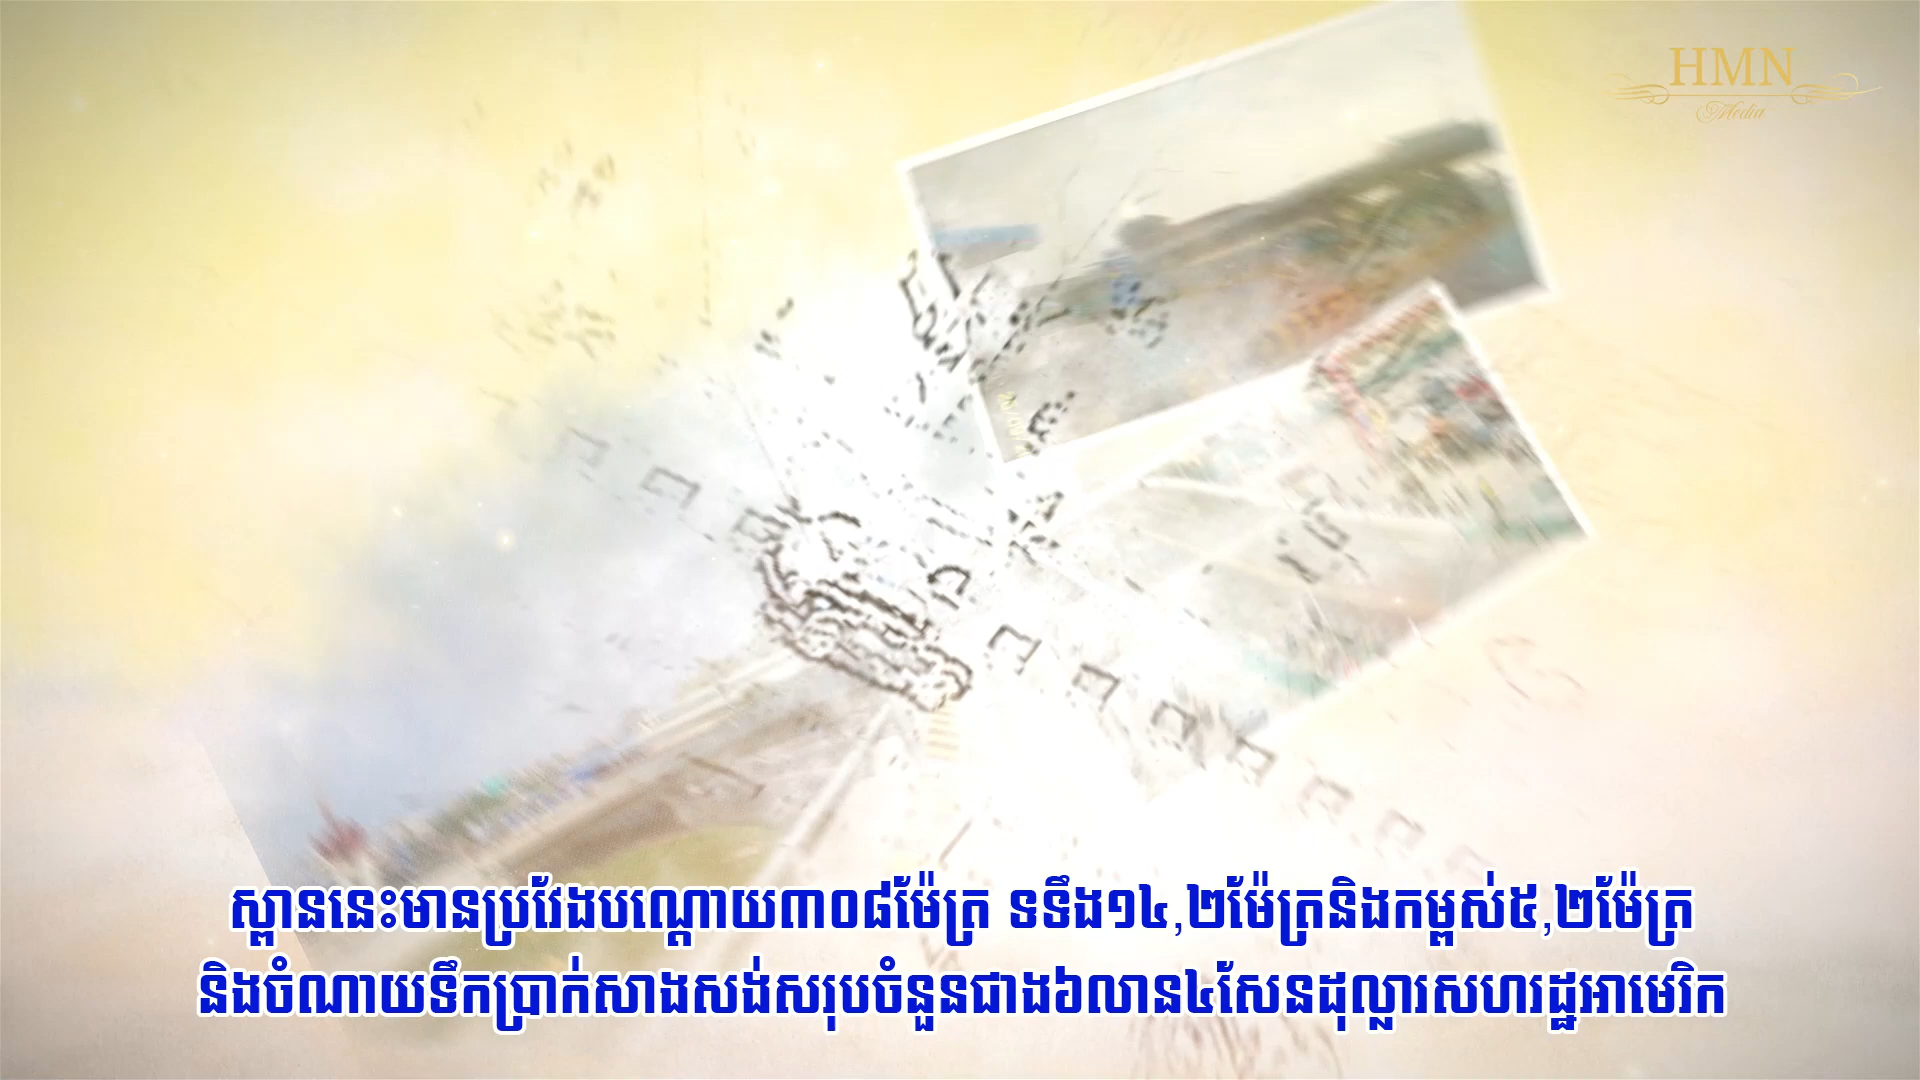 HMN
Media
ស្ពាននេះមានប្រវែងបណ្ដោយ៣០៨ម៉ែត្រ ទទឹង១៤,២ម៉ែត្រនិងកម្ពស់៥,២ម៉ែត្រ
និងចំណាយទឹកប្រាក់សាងសង់សរុបចំនួនជាង៦លាន៤សែនដុល្លារសហរដ្ឋអាមេរិក